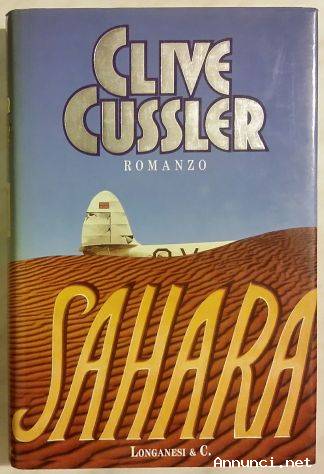 CLIVE
CUSSLER
ROMANZO
SAHARA
LONGANESI & C.
Annunci.net